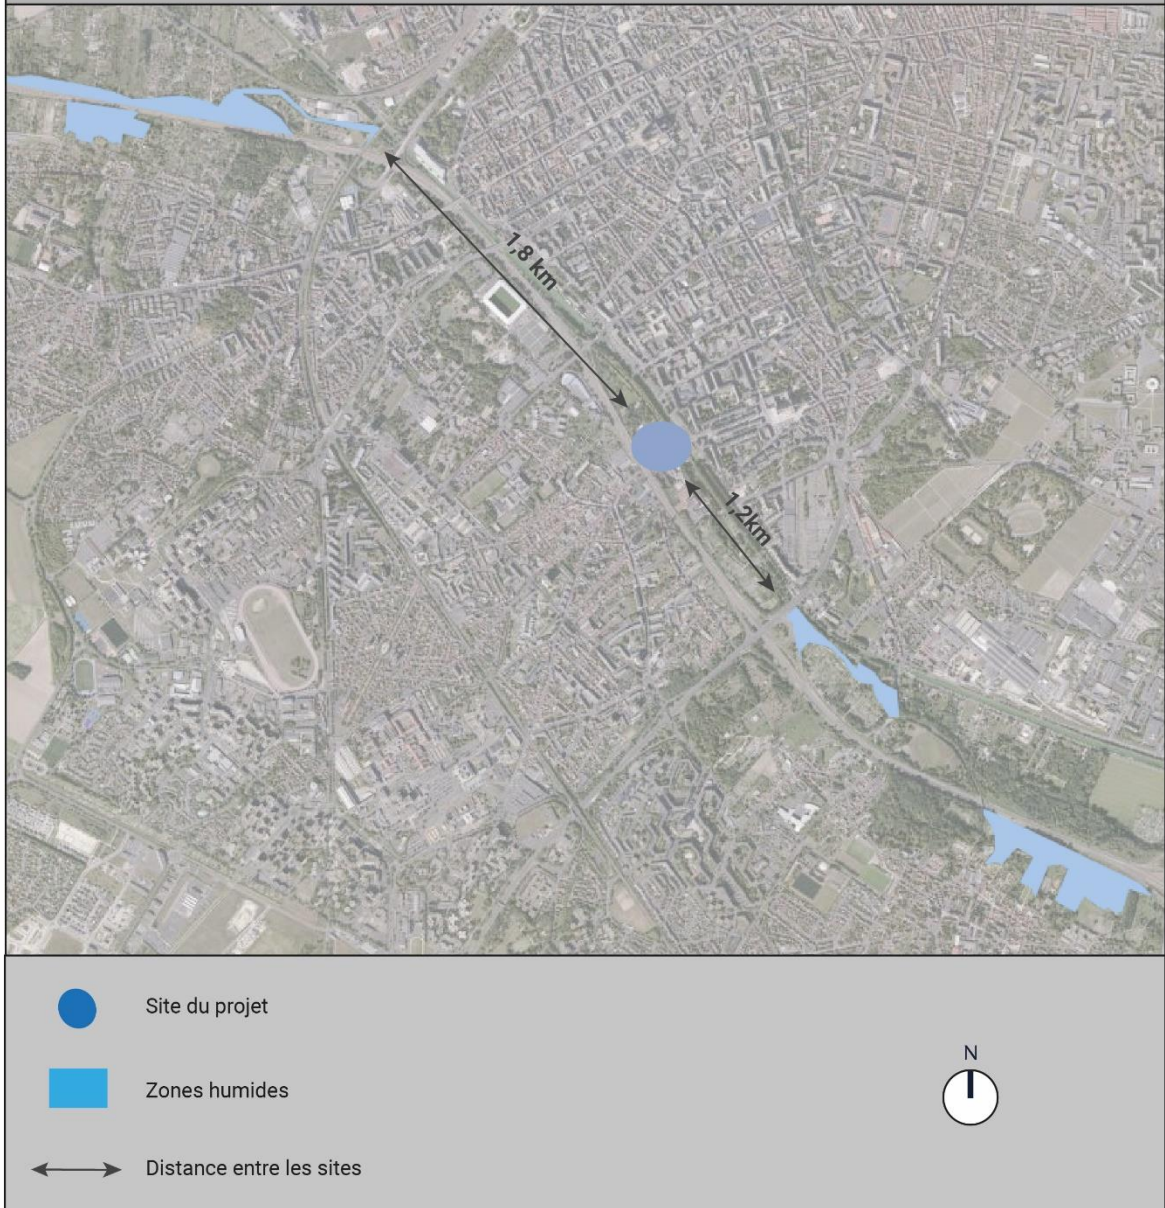 1,8 km
1,2km
Site du projet
Zones humides
N
Distance entre les sites